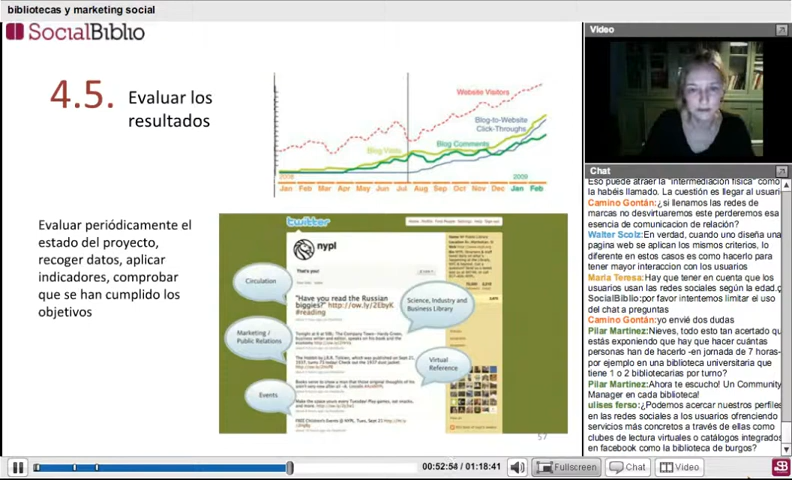 bibliotecas y marketing social
SocialBiblio
4.5.
Evaluar los
resultados
Evaluar periódicamente el
estado del proyecto,
recoger datos, aplicar
indicadores, comprobar
que se han cumplido los
objetivos
Website Visitors
Blog-to-Website
Click-Throughs
Blog Visits
Blog Comments
2008
2009
Jan Feb Mar Apr May Jun Jul Aug Sep Oct Nov Dec Jan Feb
twitter
nypl
That's you!
Circulation
"Have you read the Russian
biggies?" http://ow.ly/2EbyK
#reading
Science, Industry and
Business Library
Marketing /
Public Relations
Virtual
Reference
Events
57
Video
Chat
Eso puede atraer la "intermediación física" como
la habéis llamado. La cuestión es llegar al usuari
Camino Gontán:¿si llenamos las redes de
marcas no desvirtuaremos este perderemos esa
esencia de comunicacion de relación?
Walter Scolz:En verdad, cuando uno diseña una
pagina web se aplican los mismos criterios, lo
diferente en estos casos es como hacerlo para
tener mayor interaccion con los usuarios
Maria Teresa:Hay que tener en cuenta que los
usuarios usan las redes sociales según la edad.
SocialBiblio:por favor intentemos limitar el uso
del chat a preguntas
Camino Gontán:yo envié dos dudas
Pilar Martinez:Nieves, todo esto tan acertado qu
estás exponiendo que hay que hacer cuántas
personas han de hacerlo -en jornada de 7 horas-
por ejemplo en una biblioteca universitaria que
tiene 1 o 2 bibliotecarias por turno?
Pilar Martinez:Ahora te escucho! Un Community
Manager en cada biblioteca!
ulises ferso:¿Podemos acercar nuestros perfiles
en las redes sociales a los usuarios ofrenciendo
servicios más concretos a través de ellas como
clubes de lectura virtuales o catálogos integrados
en facebook como la biblioteca de burgos?
00:52:54 / 01:18:41
Fullscreen
Chat
Video